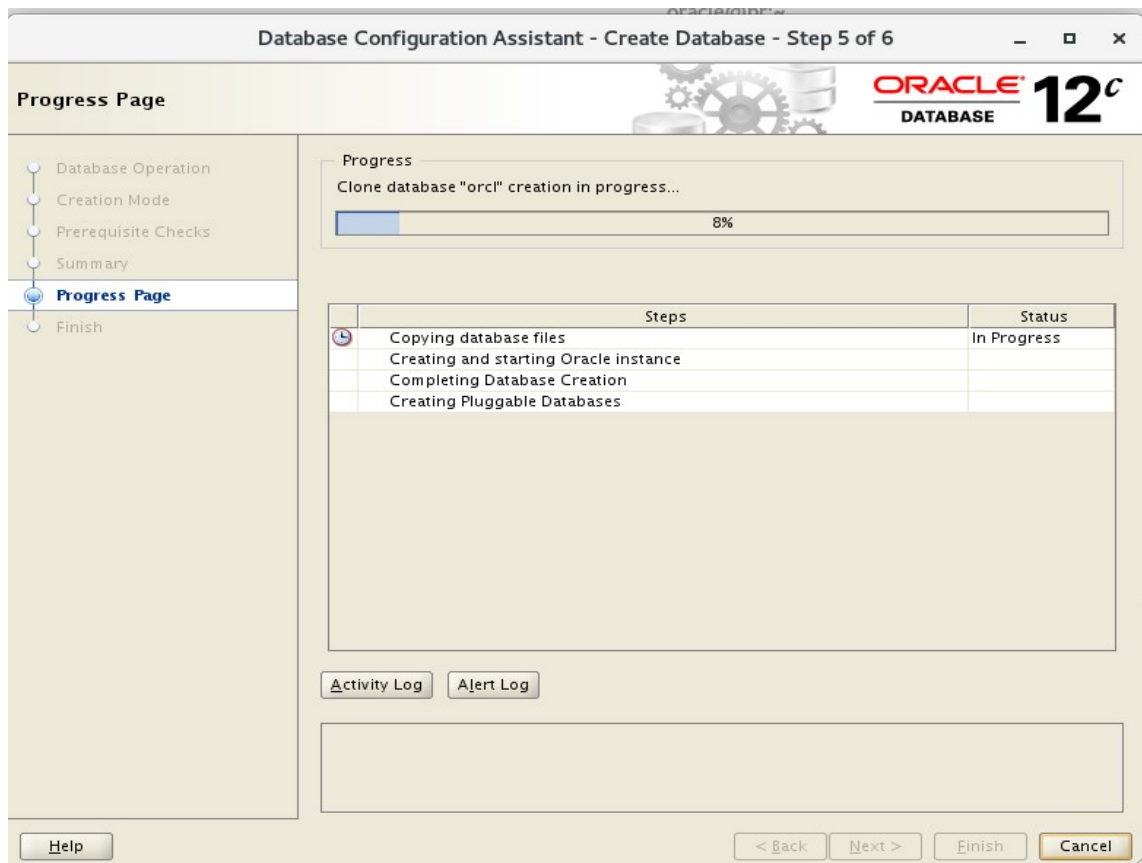 Database Configuration Assistant - Create Database - Step 5 of 6
Progress Page
ORACLE
DATABASE
12c
Database Operation
Creation Mode
Prerequisite Checks
Summary
Progress Page
Finish
Progress
Clone database "orcl" creation in progress...
8%
Steps Status
Copying database files In Progress
Creating and starting Oracle instance
Completing Database Creation
Creating Pluggable Databases
Activity Log Alert Log
Help < Back Next > Finish Cancel